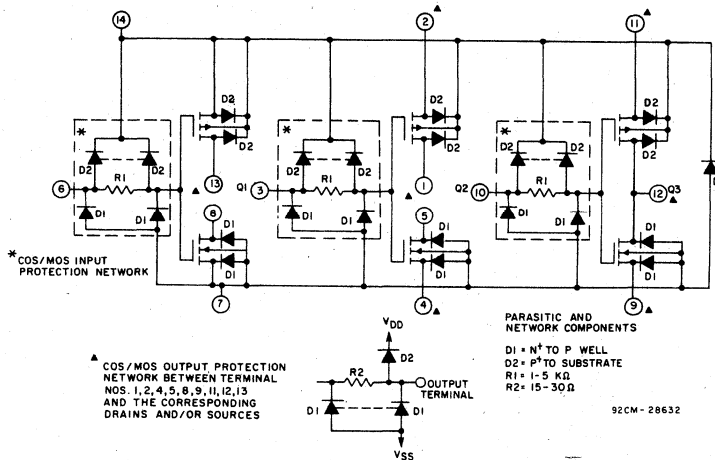 14
2 ▲
11 ▲
D2
D2
D2
D2
D2
D2
*
D2
D2
*
D2
D2
*
D2
D2
R1
R1
R1
6
13
▲
Q1
3
1
▲
Q2
10
12
Q3
▲
D1
D1
D1
D1
D1
D1
8
D1
D1
5
D1
D1
D1
D1
7
4 ▲
9 ▲
* COS/MOS INPUT
PROTECTION NETWORK
▲ COS/MOS OUTPUT PROTECTION
NETWORK BETWEEN TERMINAL
NOS. 1,2,4,5,8,9,11,12,13
AND THE CORRESPONDING
DRAINS AND/OR SOURCES
VDD
D2
R2
OUTPUT
TERMINAL
D1
D1
VSS
PARASITIC AND
NETWORK COMPONENTS
D1 = N+ TO P WELL
D2 = P+ TO SUBSTRATE
R1 = 1-5 KΩ
R2 = 15-30Ω
92CM-28632